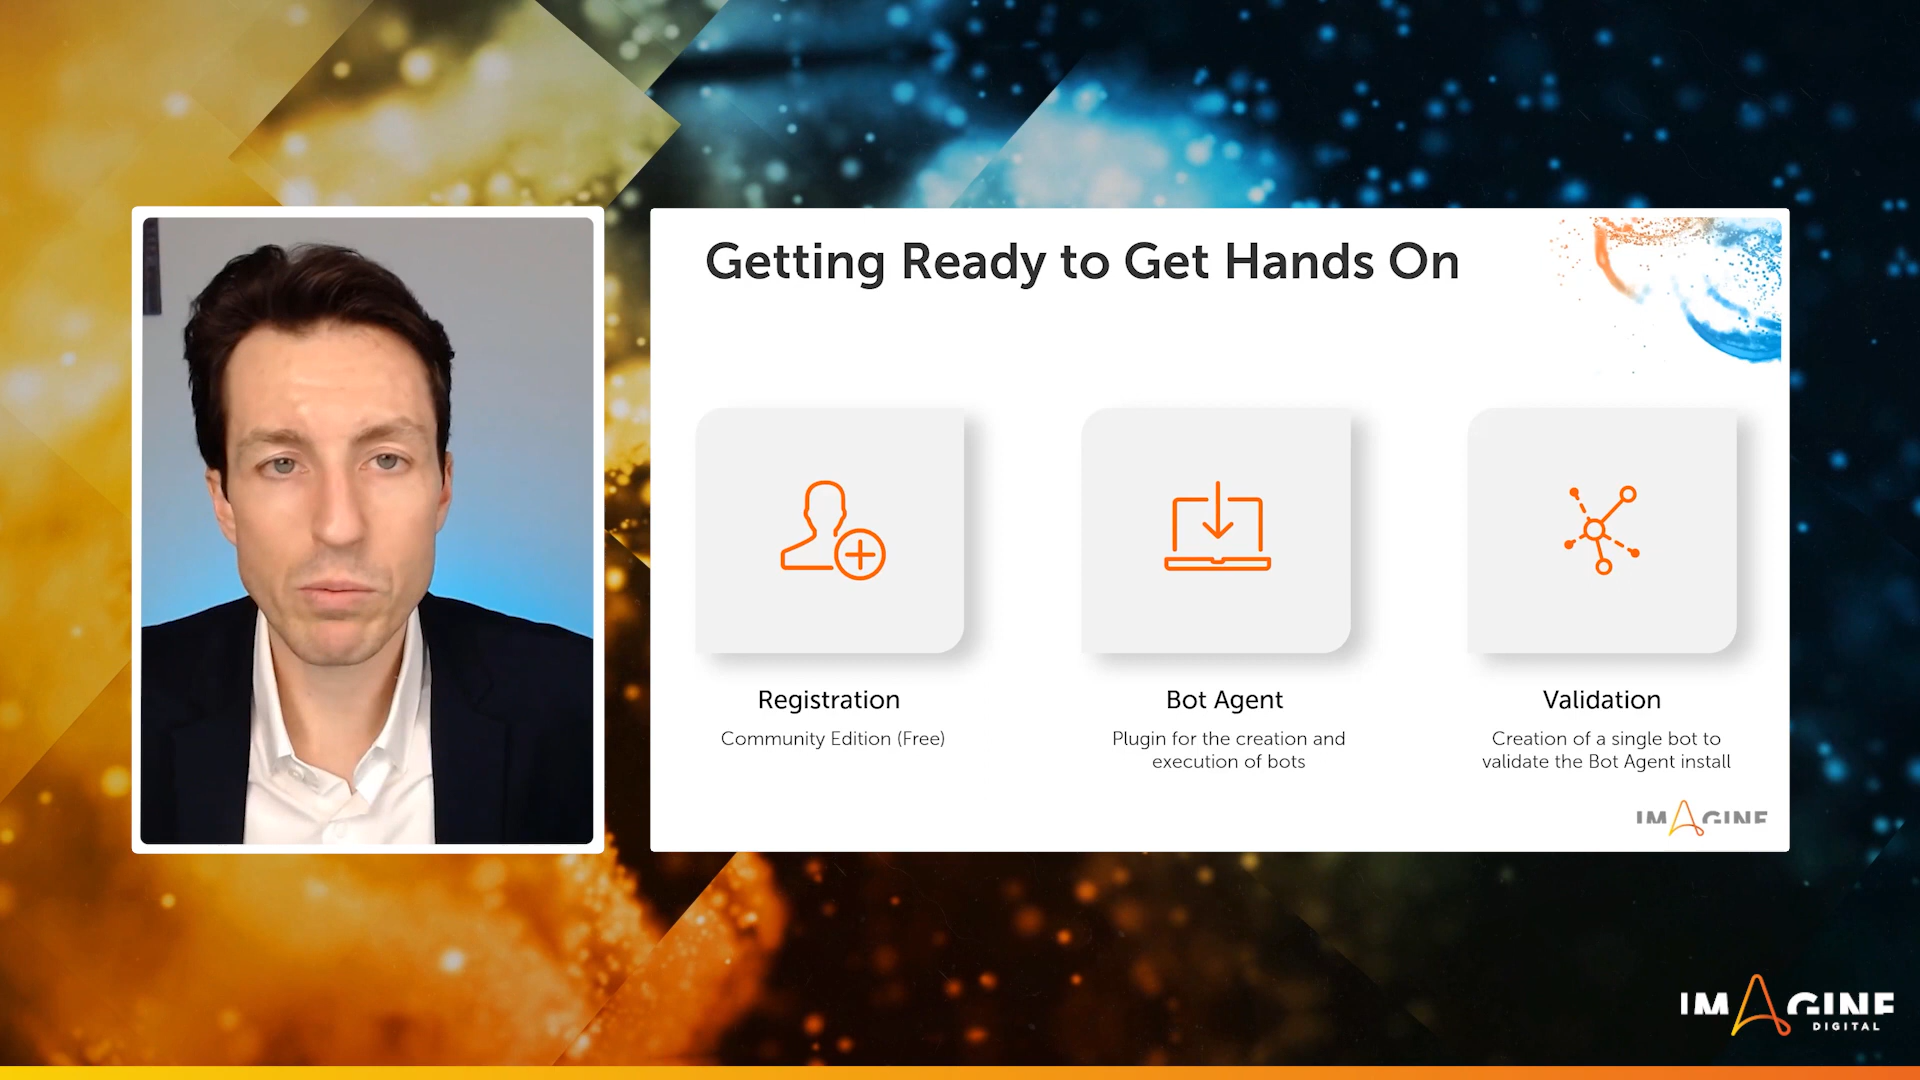 Getting Ready to Get Hands On
Registration
Community Edition (Free)
Bot Agent
Plugin for the creation and
execution of bots
Validation
Creation of a single bot to
validate the Bot Agent install
IMAGINE
IMAGINE
DIGITAL